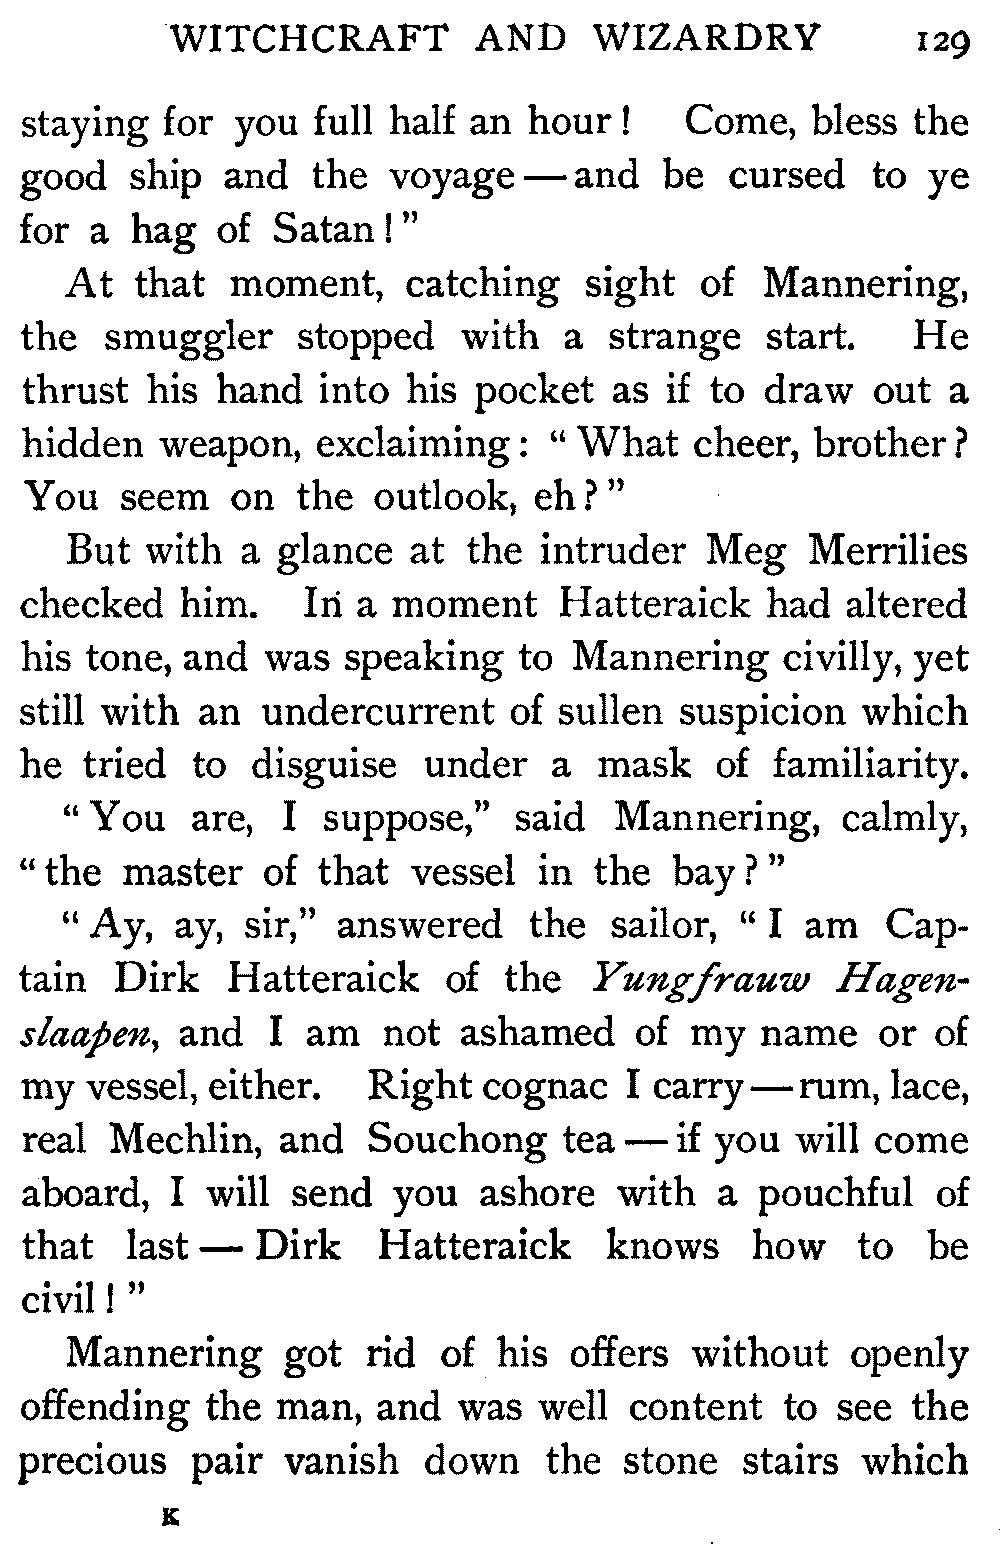 WITCHCRAFT AND WIZARDRY 129
staying for you full half an hour! Come, bless the
good ship and the voyage—and be cursed to ye
for a hag of Satan!"
At that moment, catching sight of Mannering,
the smuggler stopped with a strange start. He
thrust his hand into his pocket as if to draw out a
hidden weapon, exclaiming: "What cheer, brother?
You seem on the outlook, eh?"
But with a glance at the intruder Meg Merrilies
checked him. In a moment Hatteraick had altered
his tone, and was speaking to Mannering civilly, yet
still with an undercurrent of sullen suspicion which
he tried to disguise under a mask of familiarity.
"You are, I suppose," said Mannering, calmly,
"the master of that vessel in the bay?"
"Ay, ay, sir," answered the sailor, "I am Cap-
tain Dirk Hatteraick of the Yungfrauw Hagen-
slaapen, and I am not ashamed of my name or of
my vessel, either. Right cognac I carry—rum, lace,
real Mechlin, and Souchong tea—if you will come
aboard, I will send you ashore with a pouchful of
that last—Dirk Hatteraick knows how to be
civil!"
Mannering got rid of his offers without openly
offending the man, and was well content to see the
precious pair vanish down the stone stairs which
K